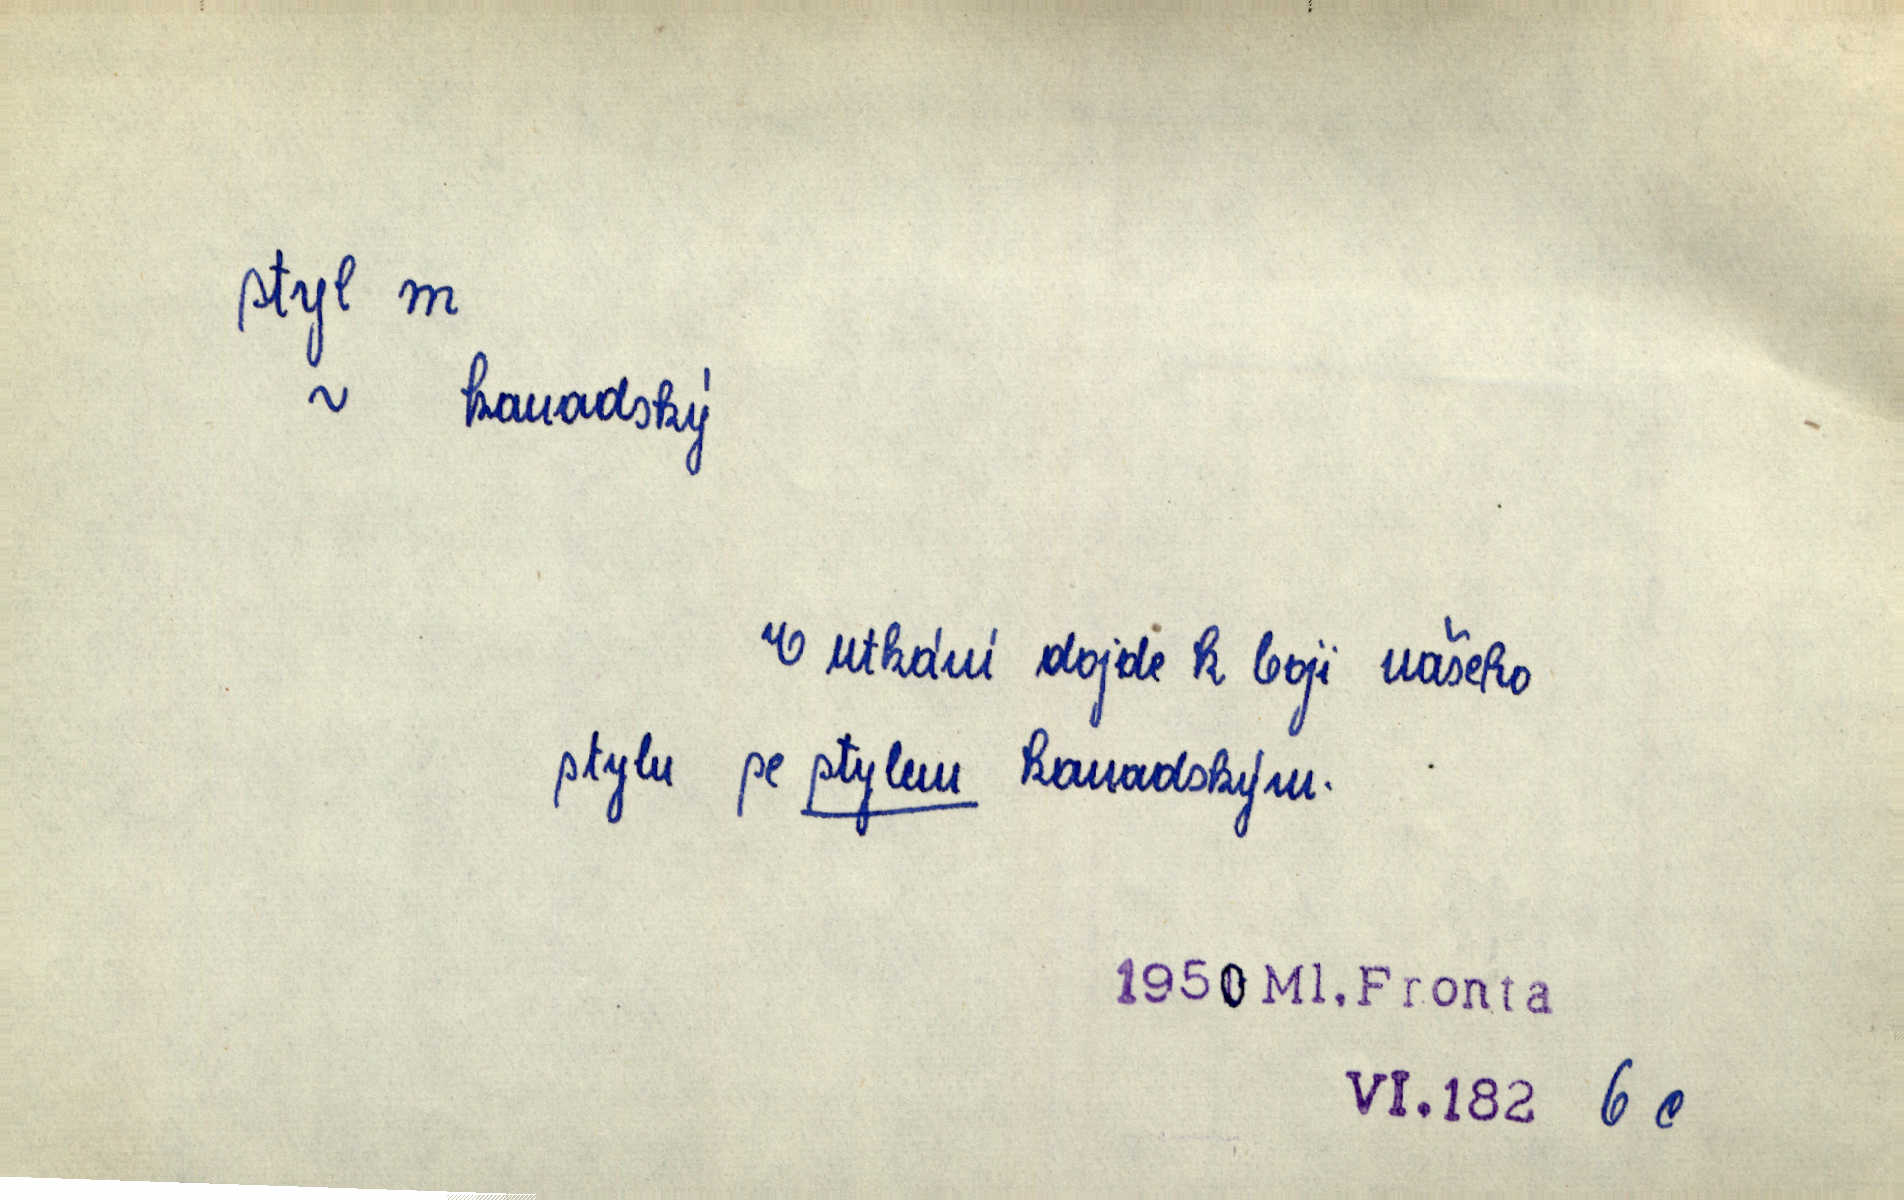 styl m
~ kanadský
V utkání dojde k boji našeho
stylu se stylem kanadským.
1950 Ml.Fronta
VI.182 6 c